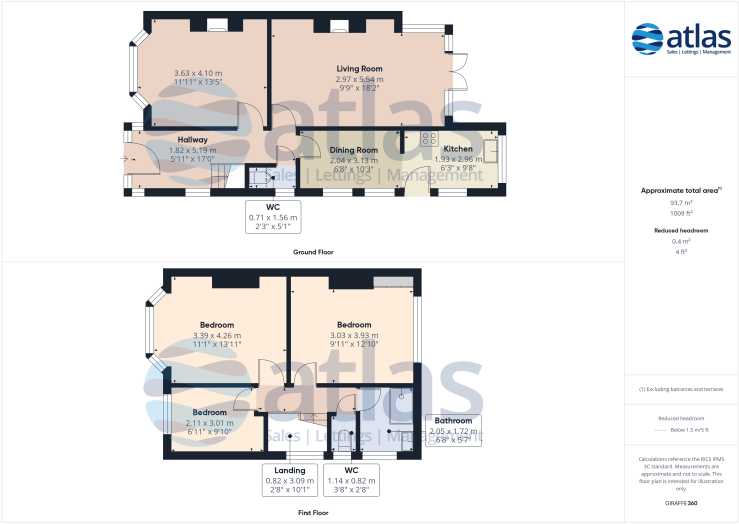 3.63 x 4.10 m
11'11" x 13'5"
Living Room
2.97 x 5.54 m
9'9" x 18'2"
Hallway
1.82 x 5.19 m
5'11" x 17'0"
Dining Room
2.04 x 3.13 m
6'8" x 10'3"
Kitchen
1.93 x 2.96 m
6'3" x 9'8"
atlas
Sales | Lettings | Management
WC
0.71 x 1.56 m
2'3" x 5'1"
Ground Floor
Bedroom
3.39 x 4.26 m
11'1" x 13'11"
Bedroom
3.03 x 3.93 m
9'11" x 12'10"
Bedroom
2.11 x 3.01 m
6'11" x 9'10"
atlas
Sales | Lettings | Management
Bathroom
2.05 x 1.72 m
6'8" x 5'7"
Landing
0.82 x 3.09 m
2'8" x 10'1"
WC
1.14 x 0.82 m
3'8" x 2'8"
First Floor
atlas
Sales | Lettings | Management
Approximate total area(1)
93.7 m²
1009 ft²
Reduced headroom
0.4 m²
4 ft²
(1) Excluding balconies and terraces
Reduced headroom
Below 1.5 m/5 ft
Calculations reference the RICS IPMS
3C standard. Measurements are
approximate and not to scale. This
floor plan is intended for illustration
only.
GIRAFFE360